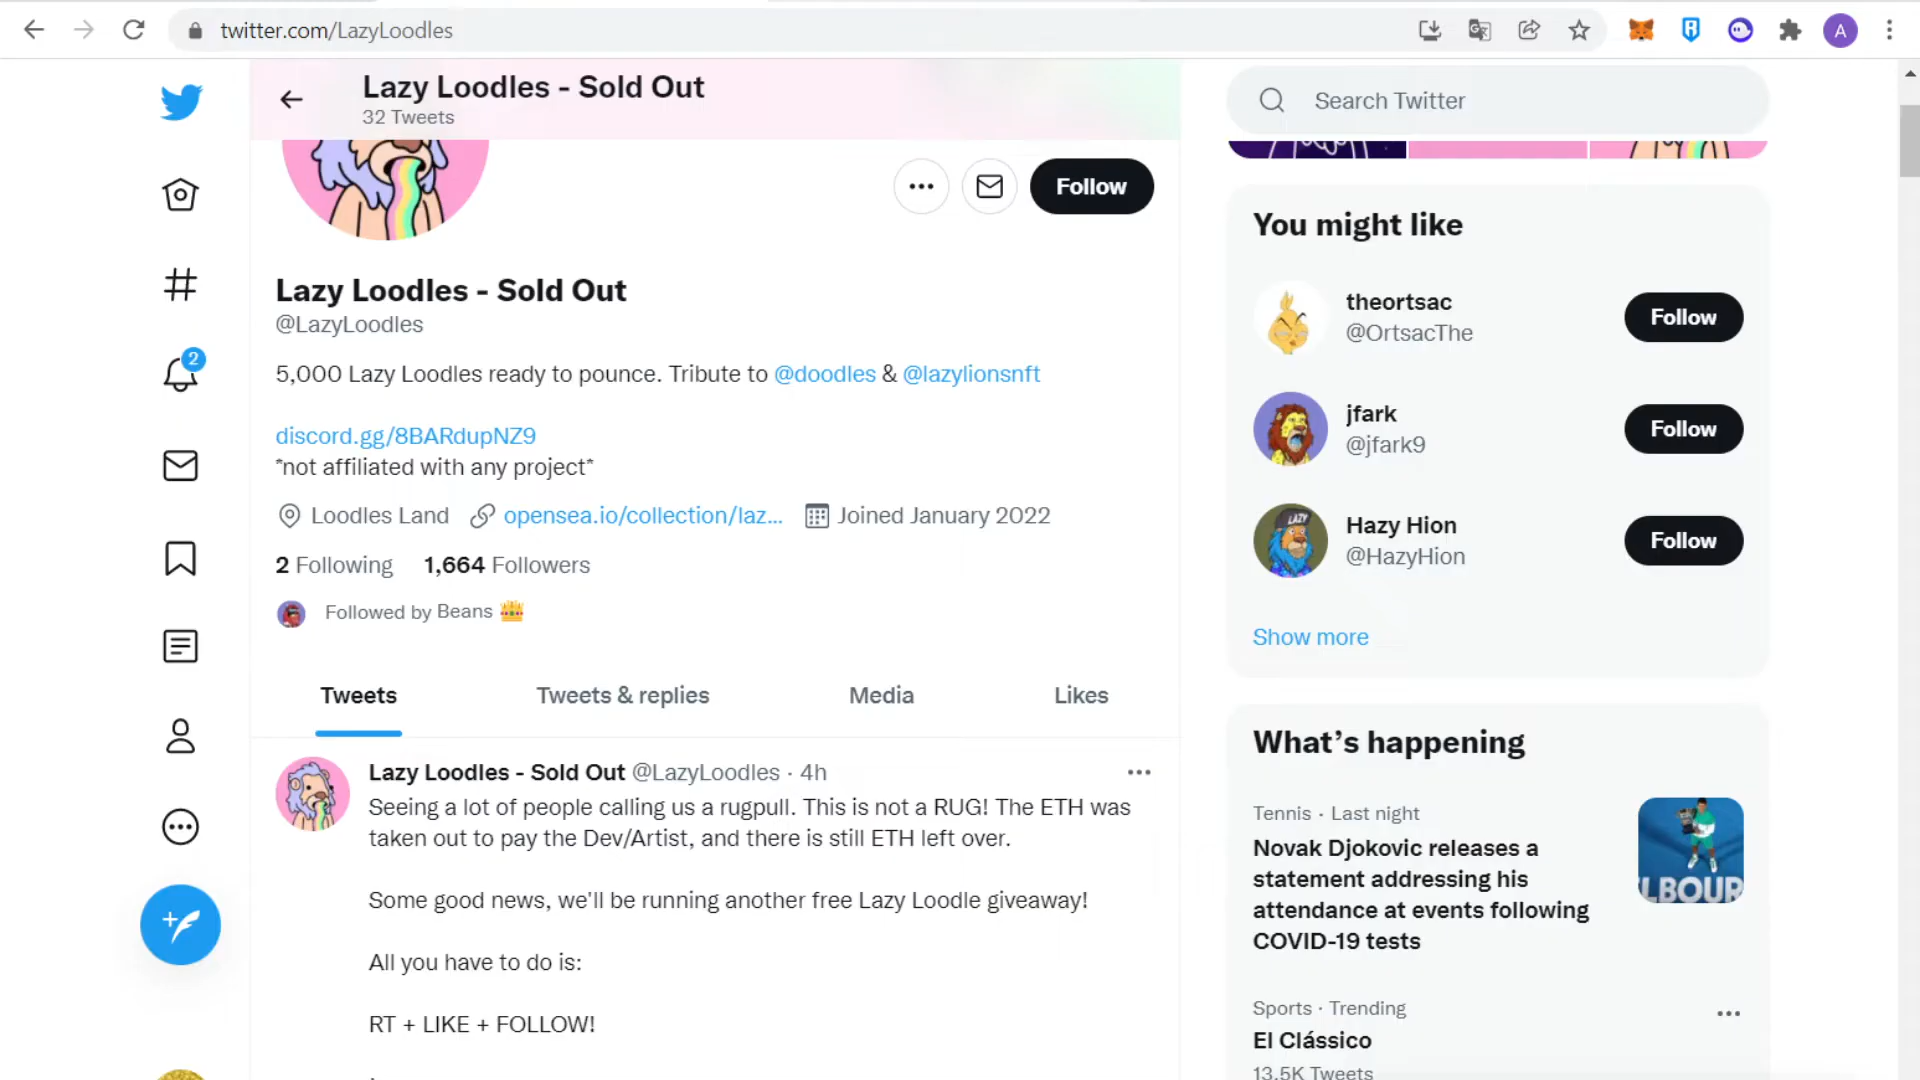 twitter.com/LazyLoodles
A
Lazy Loodles - Sold Out
32 Tweets
Search Twitter
Follow
Lazy Loodles - Sold Out
@LazyLoodles
5,000 Lazy Loodles ready to pounce. Tribute to @doodles & @lazylionsnft
discord.gg/8BARdupNZ9
*not affiliated with any project*
Loodles Land
opensea.io/collection/laz...
Joined January 2022
2 Following
1,664 Followers
Followed by Beans
Tweets
Tweets & replies
Media
Likes
2
Lazy Loodles - Sold Out @LazyLoodles · 4h
Seeing a lot of people calling us a rugpull. This is not a RUG! The ETH was
taken out to pay the Dev/Artist, and there is still ETH left over.
Some good news, we'll be running another free Lazy Loodle giveaway!
All you have to do is:
RT + LIKE + FOLLOW!
You might like
theortsac
@OrtsacThe
Follow
jfark
@jfark9
Follow
LAZY
Hazy Hion
@HazyHion
Follow
Show more
What's happening
Tennis · Last night
Novak Djokovic releases a
statement addressing his
attendance at events following
COVID-19 tests
LBOUR
Sports · Trending
El Clássico
13.5K Tweets